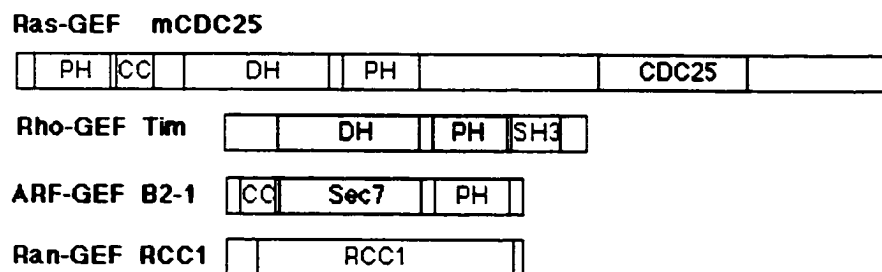 Ras-GEF mCDC25
PH CC DH PH CDC25
Rho-GEF Tim DH PH SH3
ARF-GEF B2-1 CC Sec7 PH
Ran-GEF RCC1 RCC1